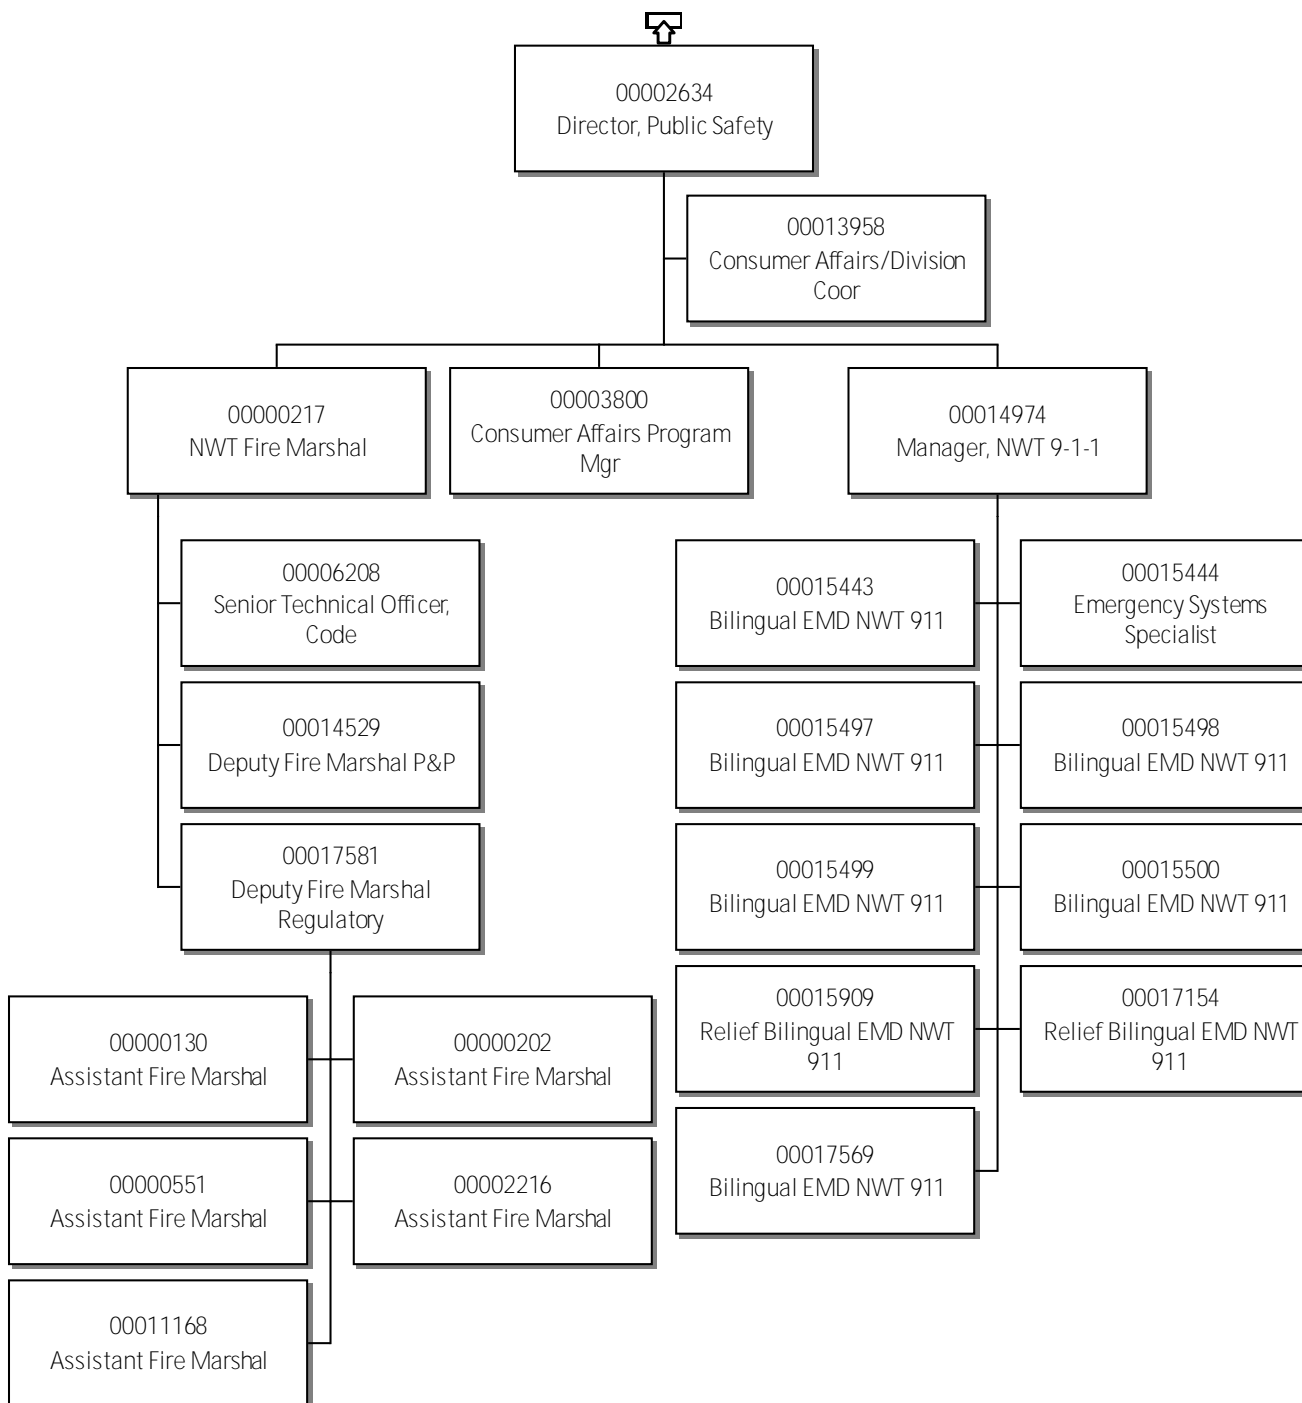 00002634
Director, Public Safety
00013958
Consumer Affairs/Division
Coor
00000217
NWT Fire Marshal
00003800
Consumer Affairs Program
Mgr
00014974
Manager, NWT 9-1-1
00006208
Senior Technical Officer,
Code
00014529
Deputy Fire Marshal P&P
00017581
Deputy Fire Marshal
Regulatory
00000130
Assistant Fire Marshal
00000202
Assistant Fire Marshal
00000551
Assistant Fire Marshal
00002216
Assistant Fire Marshal
00011168
Assistant Fire Marshal
00015443
Bilingual EMD NWT 911
00015444
Emergency Systems
Specialist
00015497
Bilingual EMD NWT 911
00015498
Bilingual EMD NWT 911
00015499
Bilingual EMD NWT 911
00015500
Bilingual EMD NWT 911
00015909
Relief Bilingual EMD NWT
911
00017154
Relief Bilingual EMD NWT
911
00017569
Bilingual EMD NWT 911